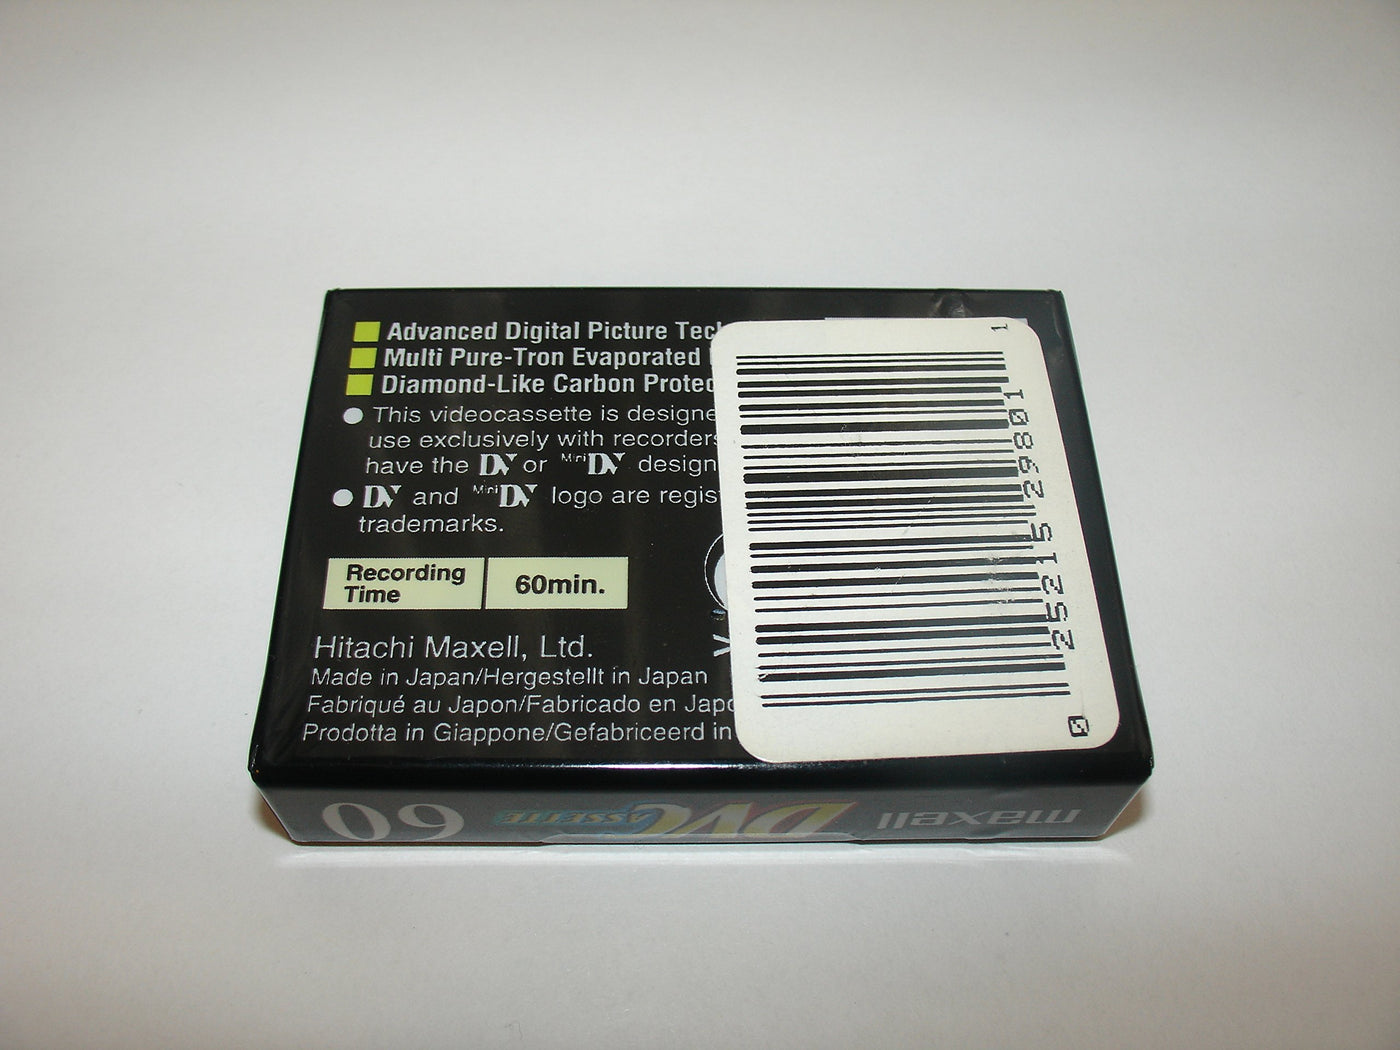 Advanced Digital Picture Tech
Multi Pure-Tron Evaporated
Diamond-Like Carbon Protec
This videocassette is designe
use exclusively with recorders
have the DV or Mini DV design
DV and Mini DV logo are regist
trademarks.
Recording
Time
60min.
Hitachi Maxell, Ltd.
Made in Japan/Hergestellt in Japan
Fabriqué au Japon/Fabricado en Japo
Prodotta in Giappone/Gefabriceerd in
0 25215 29801 1
maxell DVC ASSETTE 60